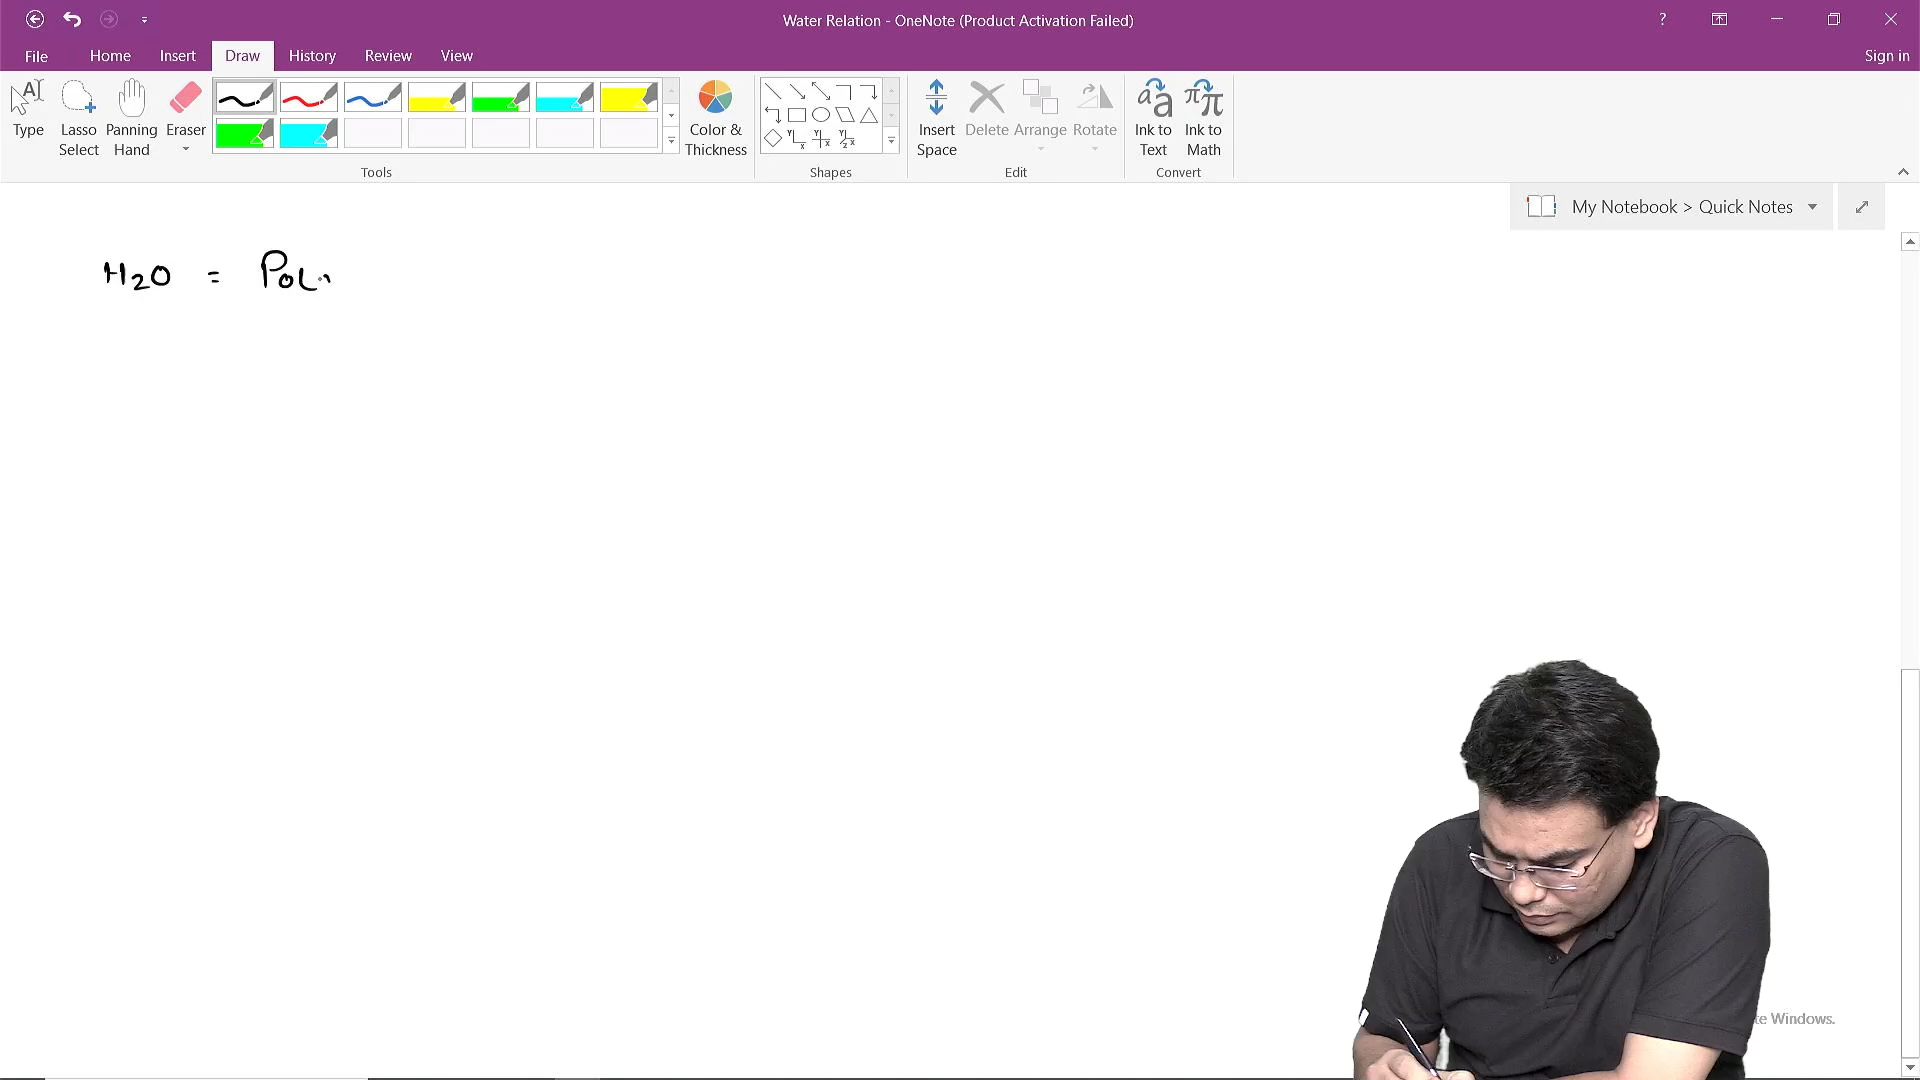 Water Relation - OneNote (Product Activation Failed)
?
File Home Insert Draw History Review View
Sign in
Type
Lasso Select
Panning Hand
Eraser
Color & Thickness
Insert Space
Delete
Arrange
Rotate
Ink to Text
Ink to Math
Tools
Shapes
Edit
Convert
My Notebook > Quick Notes
H₂O =
te Windows.